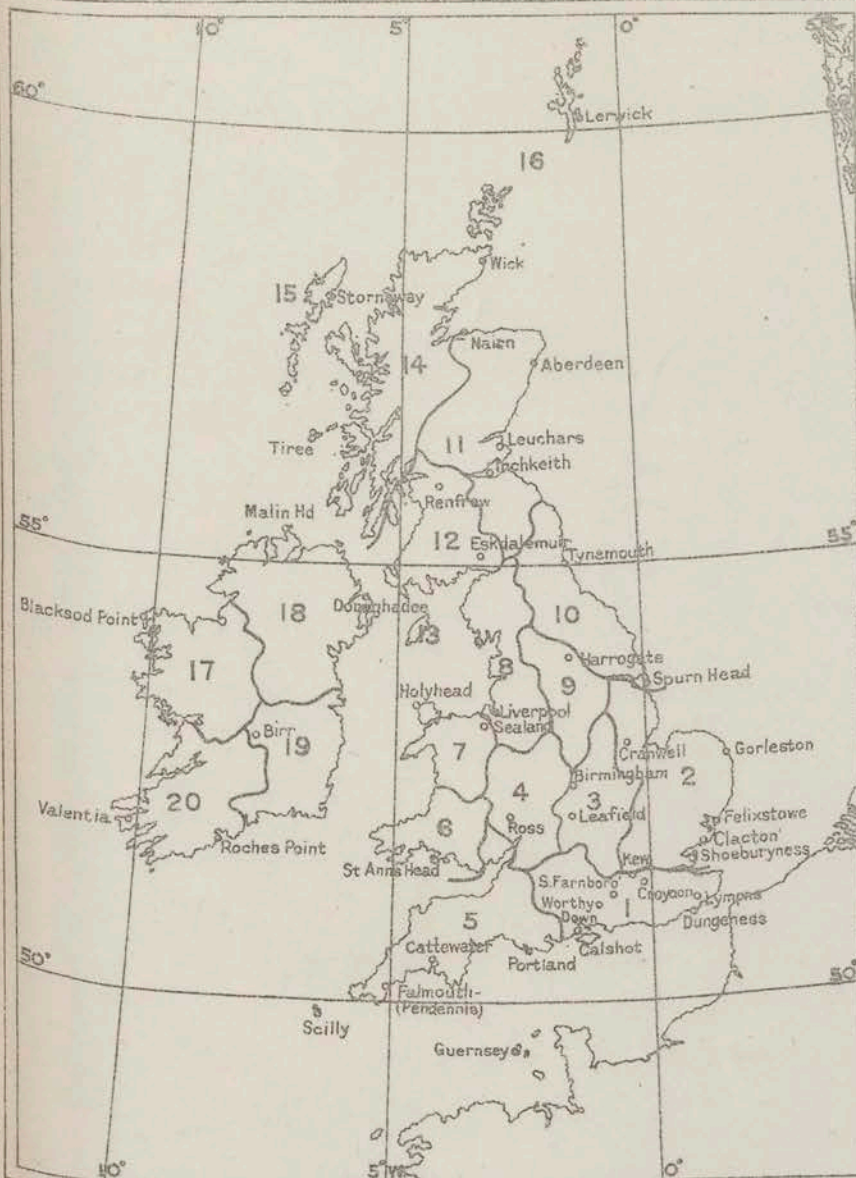 10°
5°
0°
5°
60°
Lerwick
16
Wick
15
Stornoway
Nairn
14
Aberdeen
Tiree
11
Leuchars
Inchkeith
Renfrew
Malin Hd
55°
12
Eskdalemuir
Tynemouth
55°
Blacksod Point
18
Donaghadee
13
10
17
8
9
Harrogate
Spurn Head
Holyhead
Liverpool
Sealand
Birr
19
7
Cranwell
Gorleston
Birmingham
2
Valentia
20
4
3
Leafield
Felixstowe
6
Ross
Clacton
Roches Point
Shoeburyness
St Anns Head
Kew
S. Farnboro
Croydon
Lympne
Worthy
Down
1
Dungeness
5
Calshot
Portland
Cattewater
50°
50°
Falmouth-
(Pendennis)
Scilly
Guernsey
10°
5°W
0°